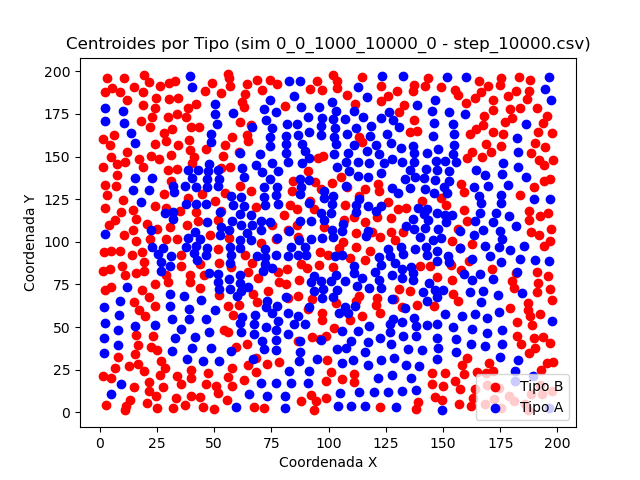 Centroides por Tipo (sim 0_0_1000_10000_0 - step_10000.csv)
200
175
150
125
100
75
50
25
0
Coordenada Y
0 25 50 75 100 125 150 175 200
Coordenada X
Tipo B
Tipo A